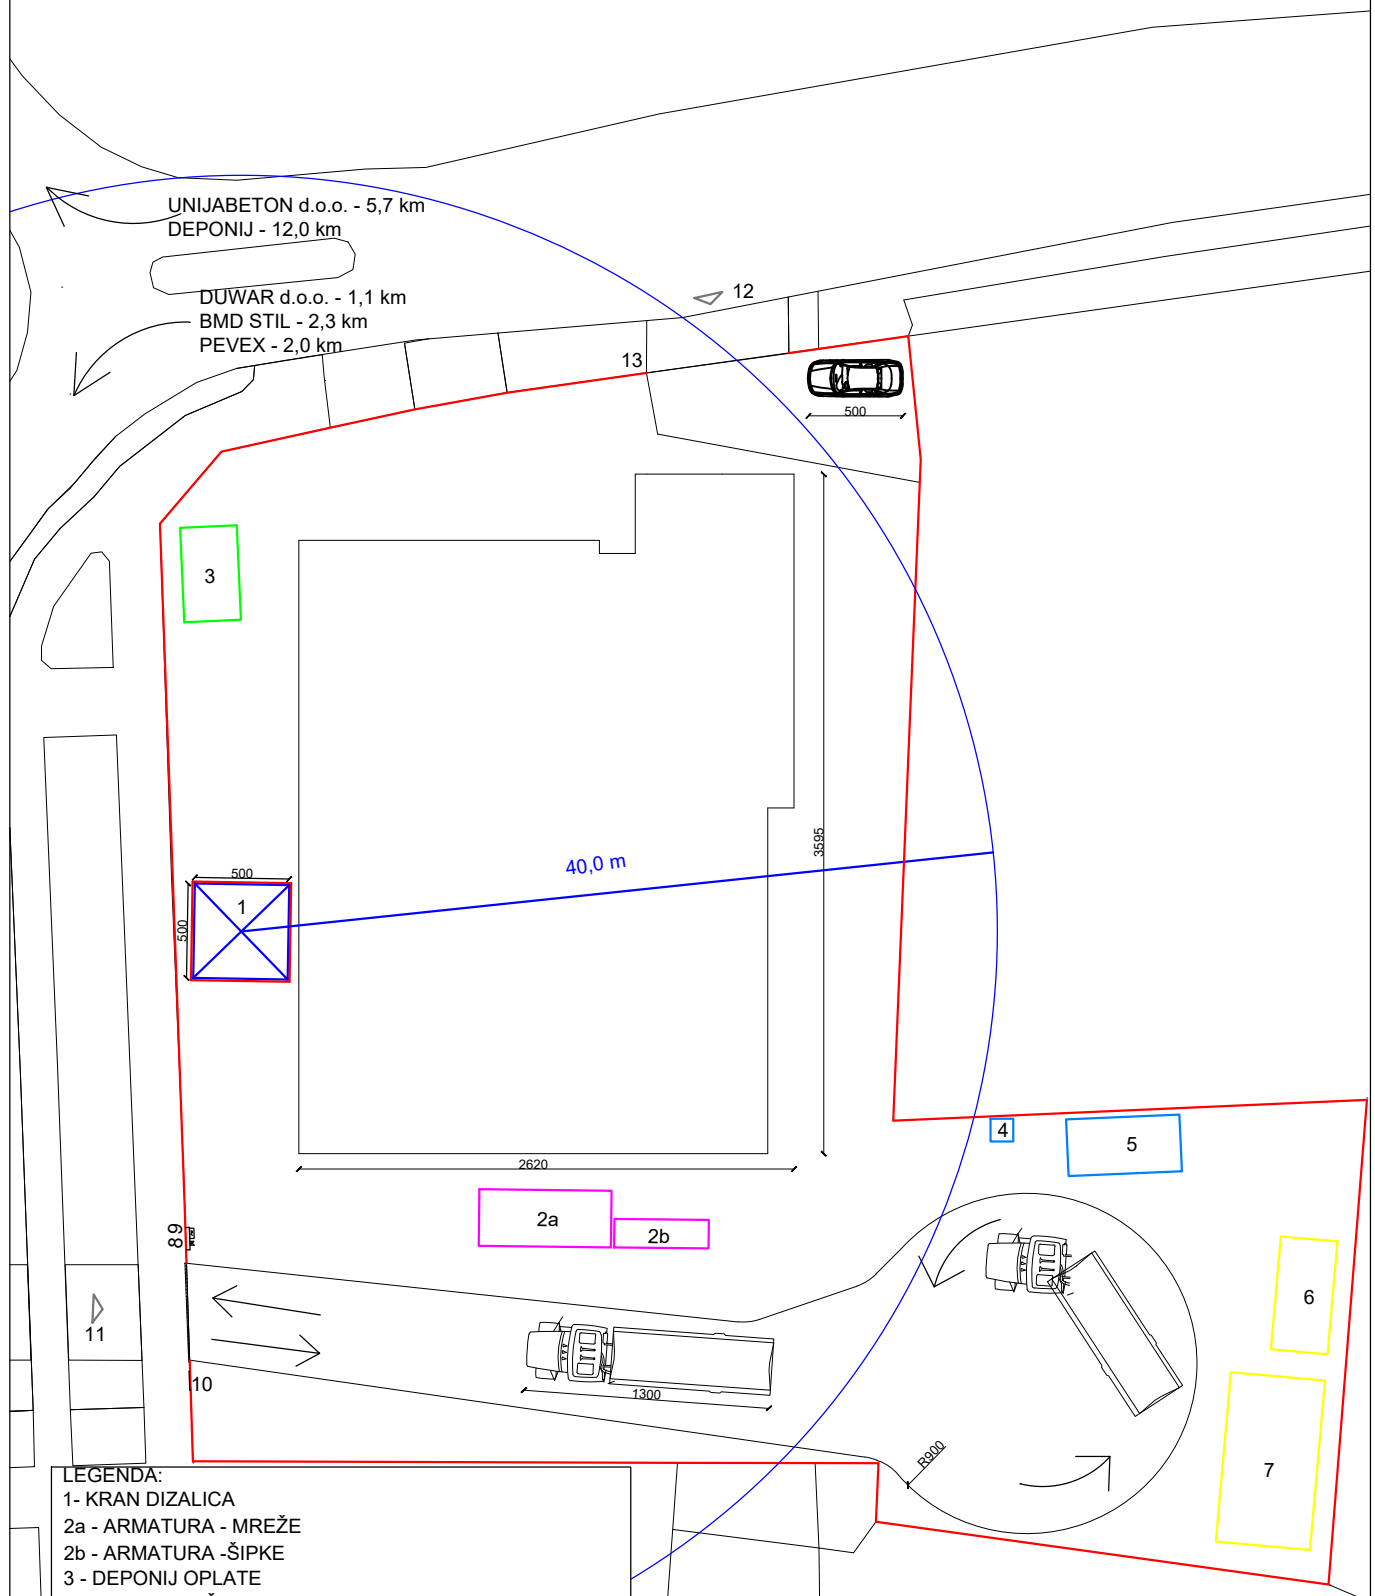 UNIJABETON d.o.o. - 5,7 km
DEPONIJ - 12,0 km
DUWAR d.o.o. - 1,1 km
BMD STIL - 2,3 km
PEVEX - 2,0 km
12
13
500
3
3595
40,0 m
500
1
500
4
5
2620
2a
2b
8
9
6
11
10
1300
R900
7
LEGENDA:
1- KRAN DIZALICA
2a - ARMATURA - MREŽE
2b - ARMATURA -ŠIPKE
3 - DEPONIJ OPLATE